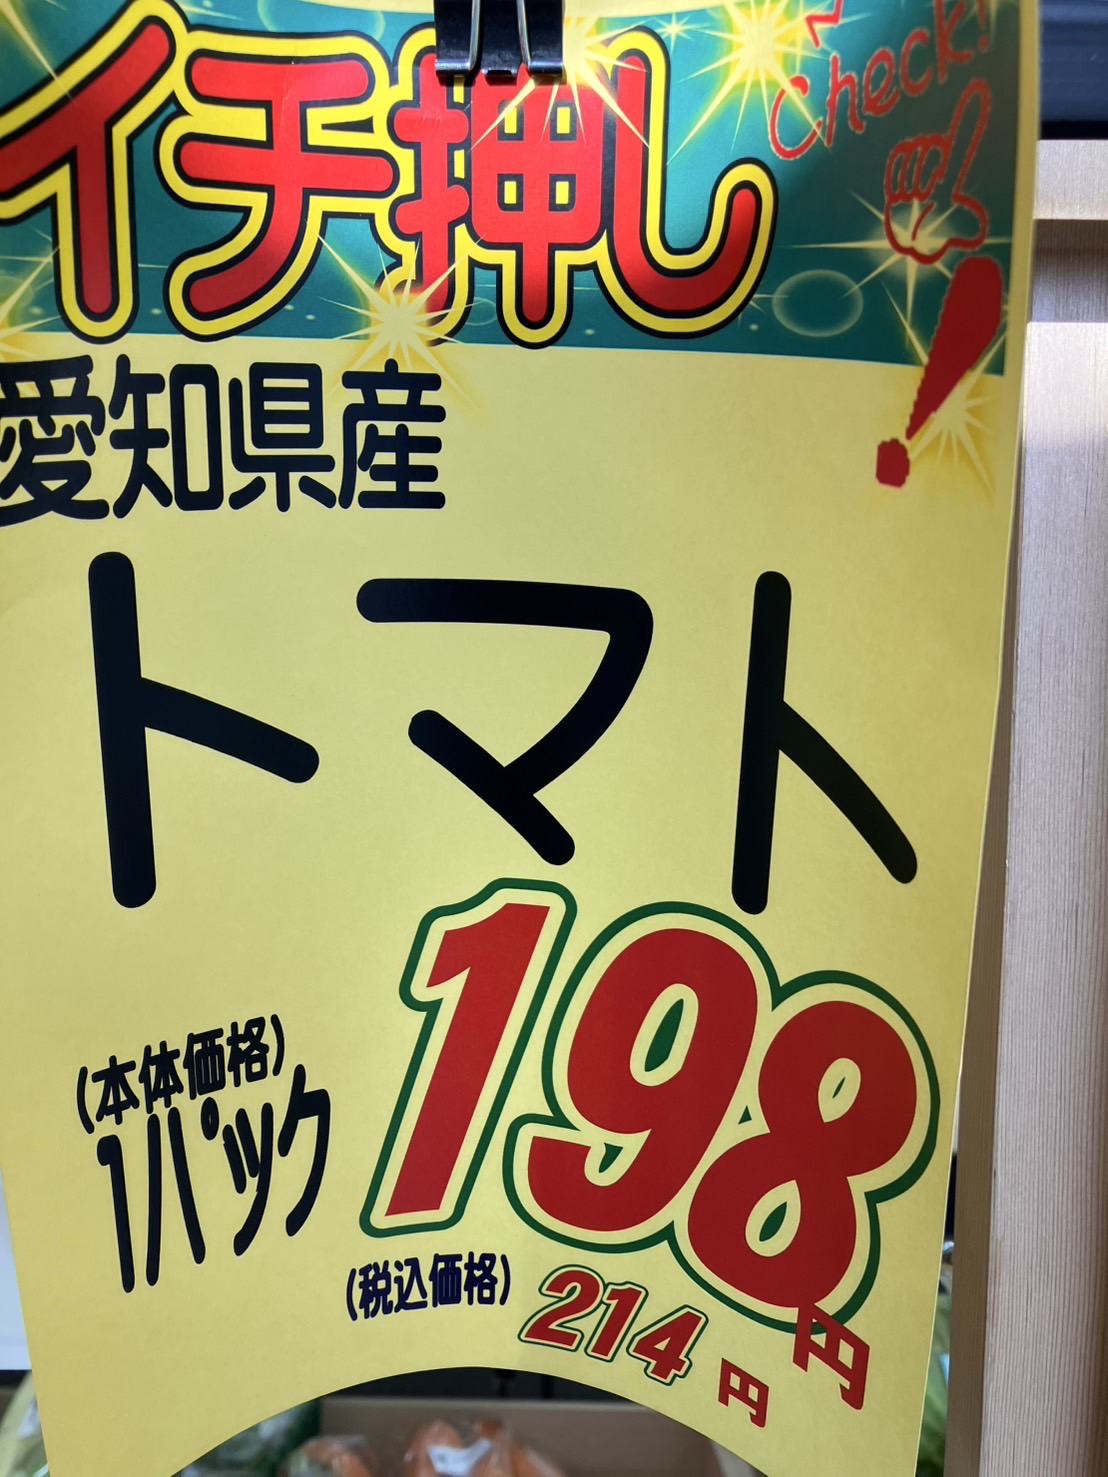 イチ押し
Check!
愛知県産
トマト
(本体価格)
1パック
198円
(税込価格) 214円